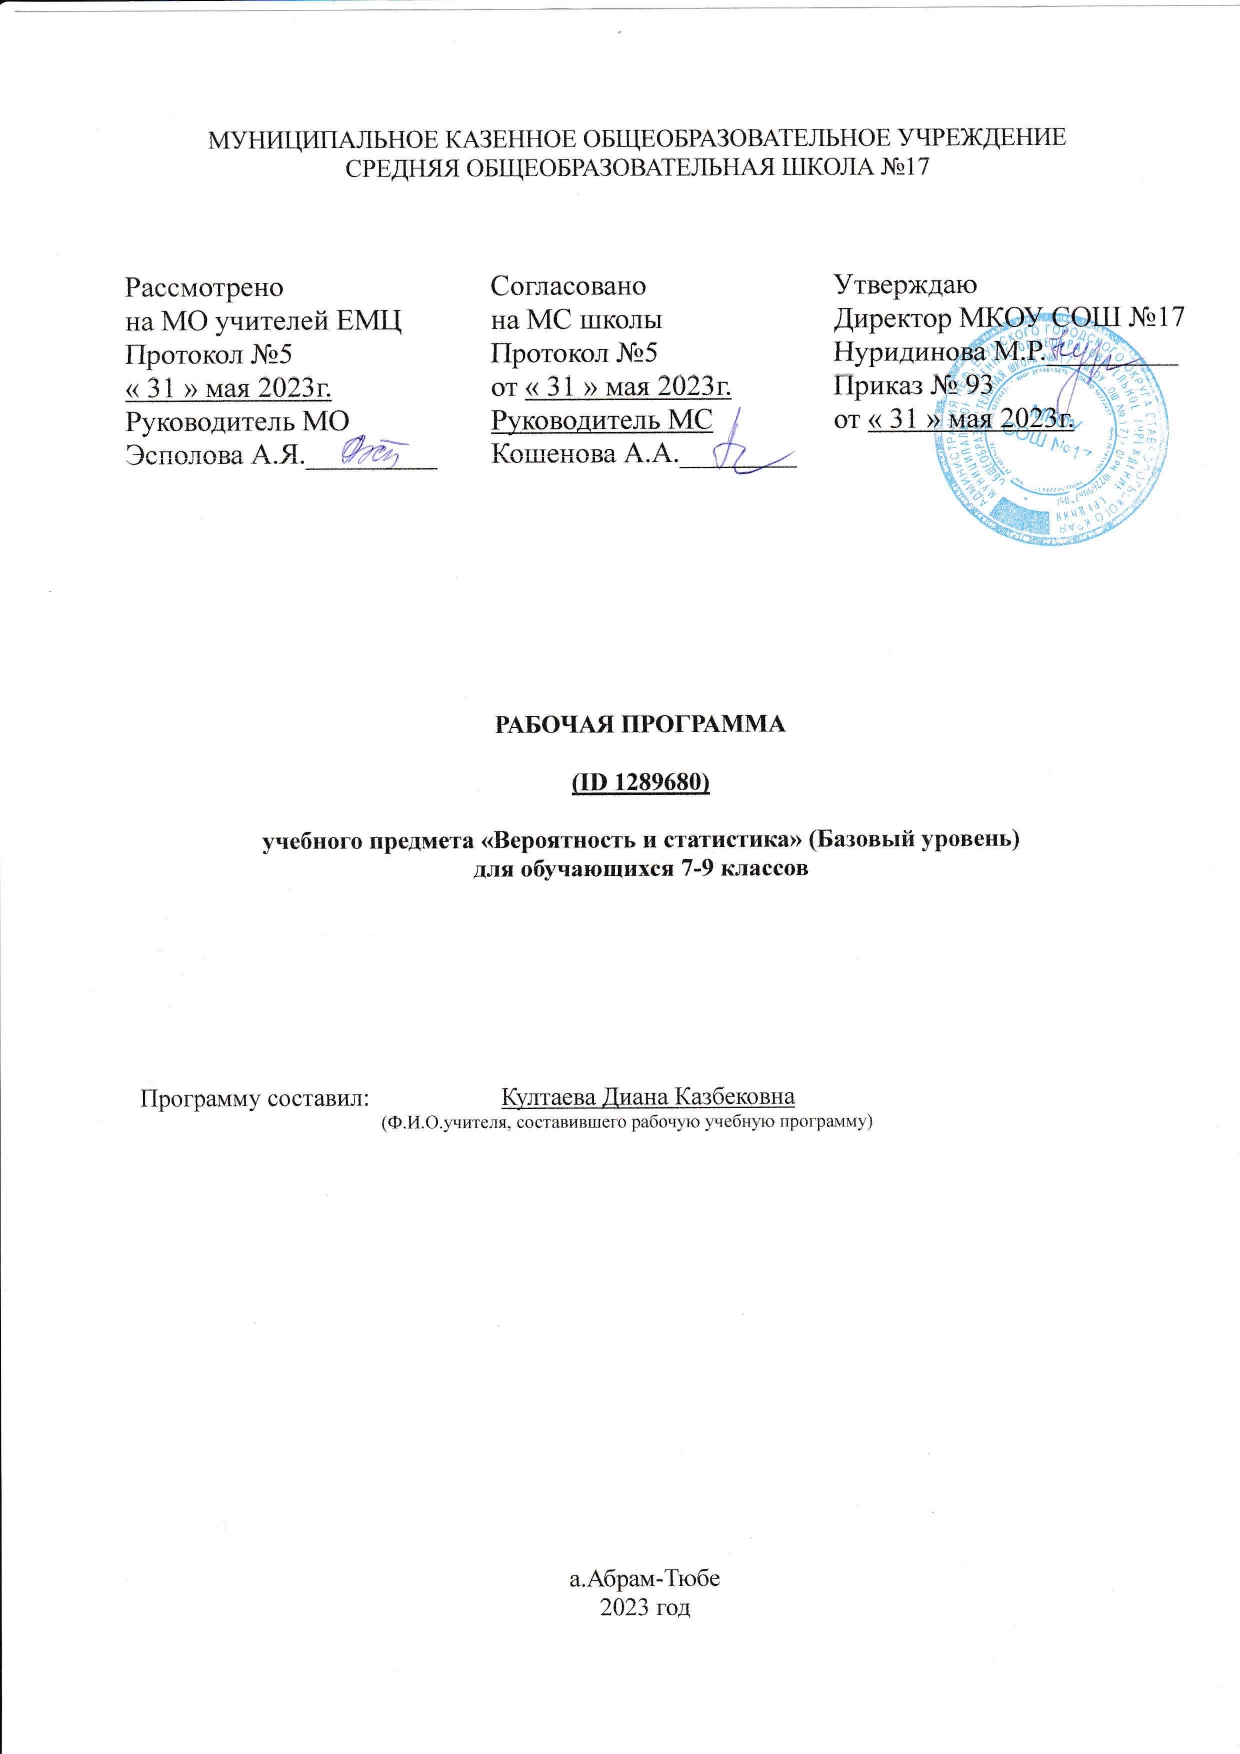 МУНИЦИПАЛЬНОЕ КАЗЕННОЕ ОБЩЕОБРАЗОВАТЕЛЬНОЕ УЧРЕЖДЕНИЕ
СРЕДНЯЯ ОБЩЕОБРАЗОВАТЕЛЬНАЯ ШКОЛА №17
Рассмотрено
на МО учителей ЕМЦ
Протокол №5
« 31 » мая 2023г.
Руководитель МО
Эсполова А.Я.
Согласовано
на МС школы
Протокол №5
от « 31 » мая 2023г.
Руководитель МС
Кошенова А.А.
Утверждаю
Директор МКОУ СОШ №17
Нуридинова М.Р.
Приказ № 93
от « 31 » мая 2023г.
СОШ №17
РАБОЧАЯ ПРОГРАММА
(ID 1289680)
учебного предмета «Вероятность и статистика» (Базовый уровень)
для обучающихся 7-9 классов
Программу составил: Култаева Диана Казбековна
(Ф.И.О.учителя, составившего рабочую учебную программу)
а.Абрам-Тюбе
2023 год